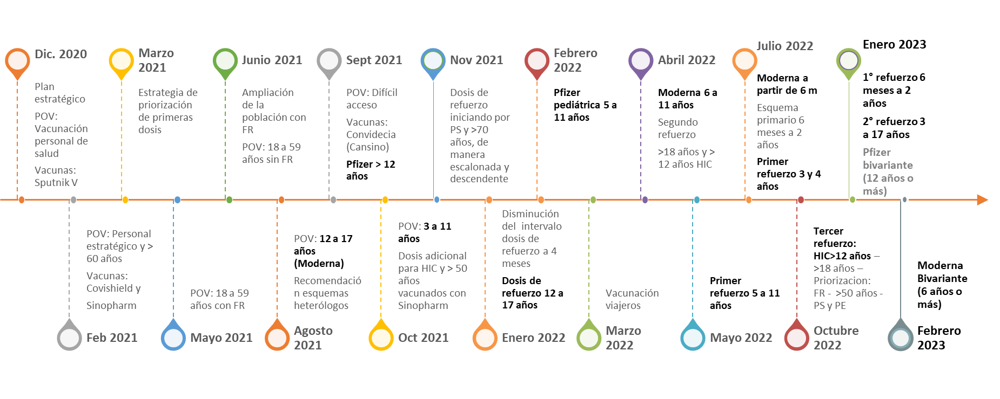 Dic. 2020
Plan
estratégico
POV:
Vacunación
personal de
salud
Vacunas:
Sputnik V
Marzo
2021
Estrategia de
priorización
de primeras
dosis
Junio 2021
Ampliación
de la
población con
FR
POV: 18 a 59
años sin FR
Sept 2021
POV: Difícil
acceso
Vacunas:
Convidecia
(Cansino)
Pfizer > 12
años
Nov 2021
Dosis de
refuerzo
iniciando por
PS y >70
años, de
manera
escalonada y
descendente
Febrero
2022
Pfizer
pediátrica 5 a
11 años
Abril 2022
Moderna 6 a
11 años
Segundo
refuerzo
>18 años y >
12 años HIC
Julio 2022
Moderna a
partir de 6 m
Esquema
primario 6
meses a 2
años
Primer
refuerzo 3 y 4
años
Enero 2023
1° refuerzo 6
meses a 2
años
2° refuerzo 3
a 17 años
Pfizer
bivariante
(12 años o
más)
POV: Personal
estratégico y >
60 años
Vacunas:
Covishield y
Sinopharm
Feb 2021
POV: 18 a 59
años con FR
Mayo 2021
POV: 12 a 17
años
(Moderna)
Recomendació
n esquemas
heterólogos
Agosto
2021
POV: 3 a 11
años
Dosis adicional
para HIC y > 50
años
vacunados con
Sinopharm
Oct 2021
Disminución
del intervalo
dosis de
refuerzo a 4
meses
Dosis de
refuerzo 12 a
17 años
Enero 2022
Vacunación
viajeros
Marzo
2022
Primer
refuerzo 5 a 11
años
Mayo 2022
Tercer
refuerzo:
HIC>12 años –
>18 años –
Priorizacion:
FR - >50 años -
PS y PE
Octubre
2022
Moderna
Bivariante
(6 años o
más)
Febrero
2023